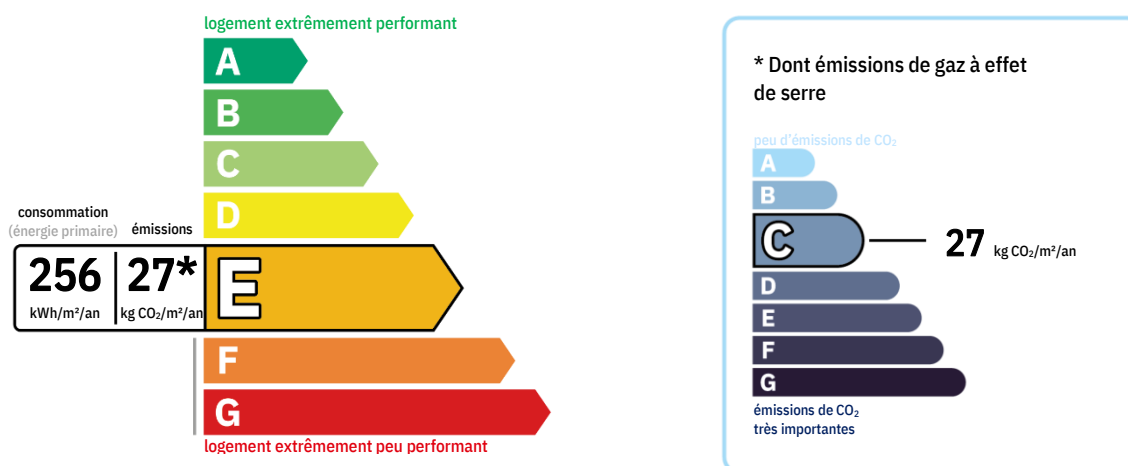 logement extrêmement performant
A
B
C
D
consommation
(énergie primaire)
émissions
256
27*
kWh/m²/an
kg CO₂/m²/an
E
F
G
logement extrêmement peu performant
* Dont émissions de gaz à effet
de serre
peu d'émissions de CO₂
A
B
C
27 kg CO₂/m²/an
D
E
F
G
émissions de CO₂
très importantes